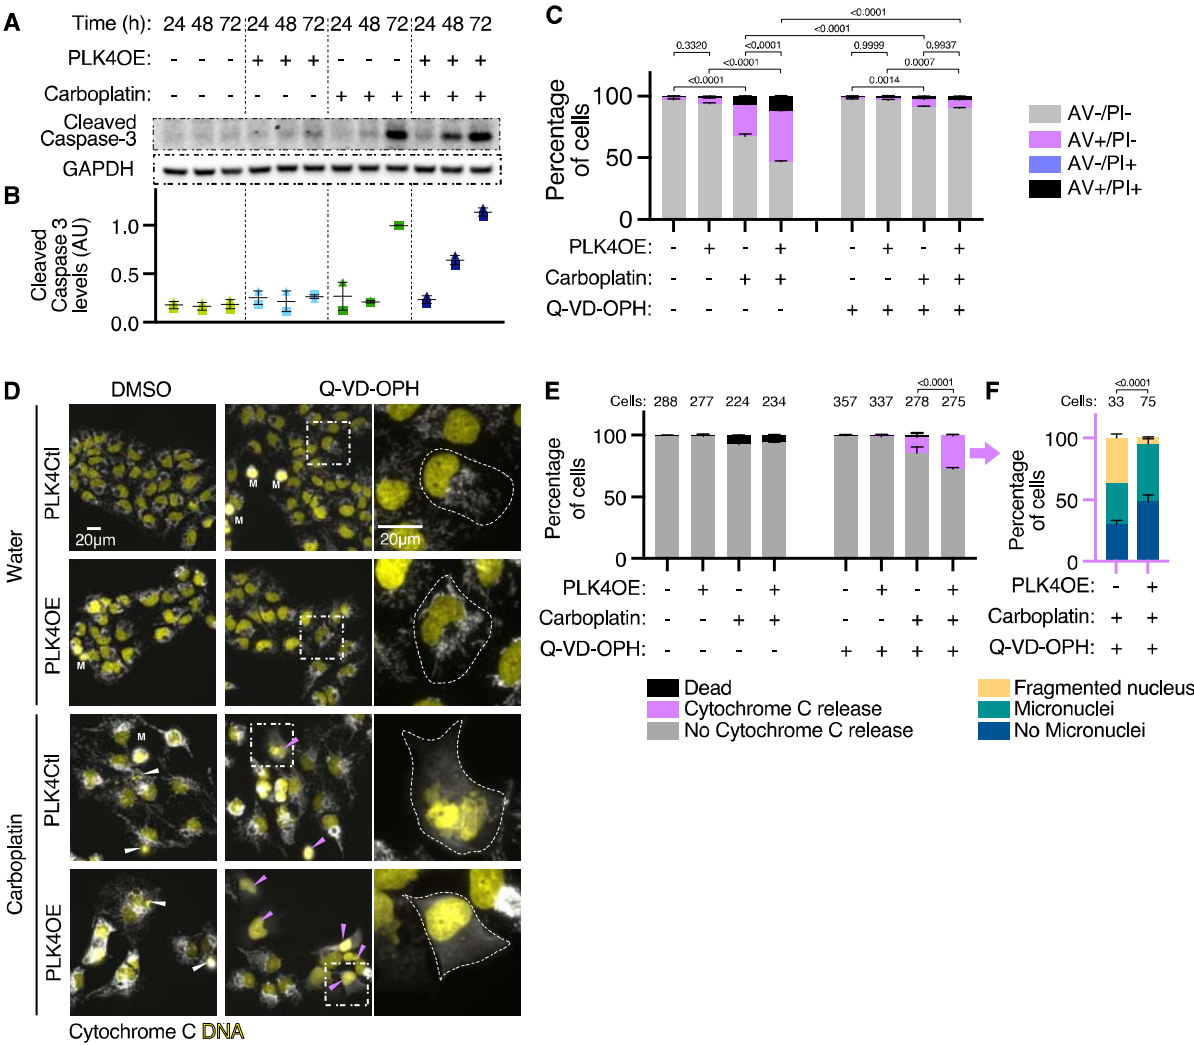 A
Time (h): 24 48 72 24 48 72 24 48 72 24 48 72
PLK4OE: - - - + + + - - - + + +
Carboplatin: - - - - - - + + + + + +
Cleaved
Caspase-3
GAPDH
B
Cleaved
Caspase 3
levels (AU)
1.0
0.5
0.0
C
<0.0001
<0.0001
0.3320 <0.0001 0.9999 0.9937
<0.0001 0.0007
<0.0001 0.0014
Percentage
of cells
100
50
0
PLK4OE: - + - + - + - +
Carboplatin: - - + + - - + +
Q-VD-OPH: - - - - + + + +
AV-/PI-
AV+/PI-
AV-/PI+
AV+/PI+
D
DMSO Q-VD-OPH
Water
PLK4Ctl
20µm
M M
M
20µm
PLK4OE
M
Carboplatin
PLK4Ctl
M
PLK4OE
Cytochrome C DNA
E
<0.0001
Cells: 288 277 224 234 357 337 278 275
Percentage
of cells
100
50
0
PLK4OE: - + - + - + - +
Carboplatin: - - + + - - + +
Q-VD-OPH: - - - - + + + +
Dead
Cytochrome C release
No Cytochrome C release
F
<0.0001
Cells: 33 75
Percentage
of cells
100
50
0
PLK4OE: - +
Carboplatin: + +
Q-VD-OPH: + +
Fragmented nucleus
Micronuclei
No Micronuclei